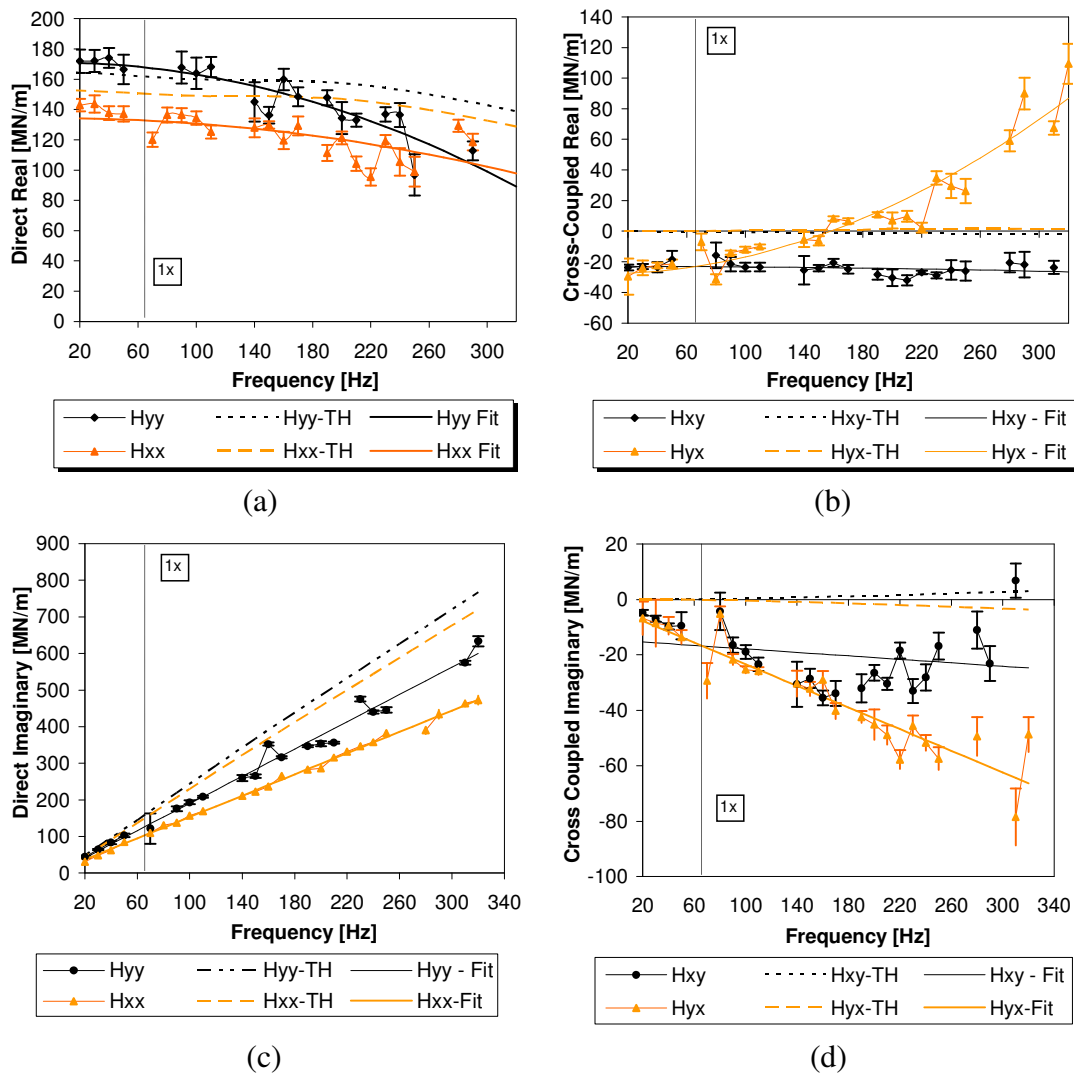 Direct Real [MN/m]
200
180
160
140
120
100
80
60
40
20
0
1x
20 60 100 140 180 220 260 300
Frequency [Hz]
Hyy Hyy-TH Hyy Fit
Hxx Hxx-TH Hxx Fit
(a)
Cross-Coupled Real [MN/m]
140
120
100
80
60
40
20
0
-20
-40
-60
1x
20 60 100 140 180 220 260 300
Frequency [Hz]
Hxy Hxy-TH Hxy - Fit
Hyx Hyx-TH Hyx - Fit
(b)
Direct Imaginary [MN/m]
900
800
700
600
500
400
300
200
100
0
1x
20 60 100 140 180 220 260 300 340
Frequency [Hz]
Hyy Hyy-TH Hyy - Fit
Hxx Hxx-TH Hxx-Fit
(c)
Cross Coupled Imaginary [MN/m]
20
0
-20
-40
-60
-80
-100
1x
20 60 100 140 180 220 260 300 340
Frequency [Hz]
Hxy Hxy-TH Hxy - Fit
Hyx Hyx-TH Hyx-Fit
(d)